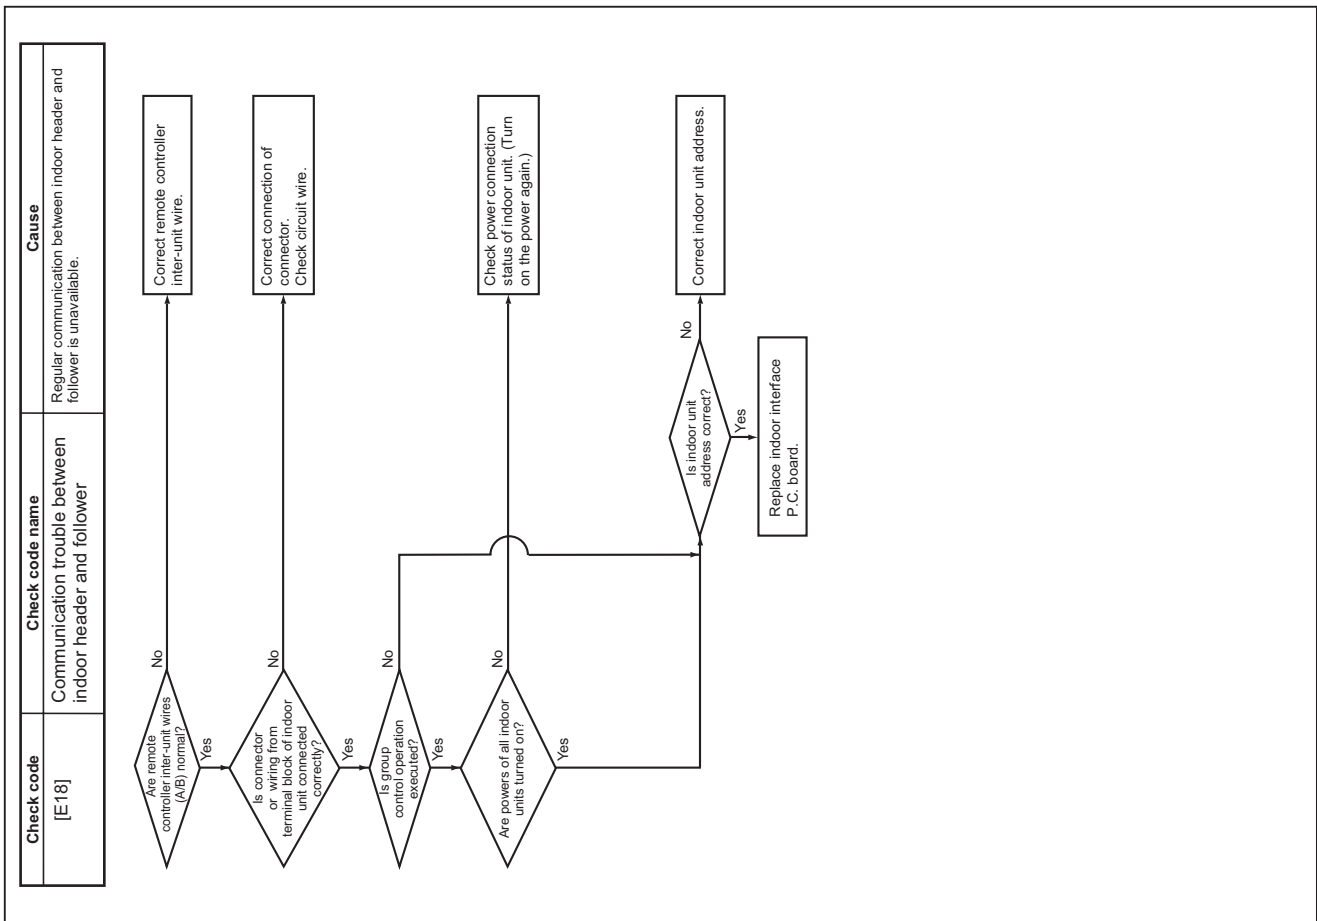 Check code
Check code name
Cause
[E18]
Communication trouble between
indoor header and follower
Regular communication between indoor header and
follower is unavailable.
Are remote
controller inter-unit wires
(A/B) normal?
No
Correct remote controller
inter-unit wire.
Yes
Is connector
or wiring from
terminal block of indoor
unit connected
correctly?
No
Correct connection of
connector.
Check circuit wire.
Yes
Is group
control operation
executed?
No
Yes
Are powers of all indoor
units turned on?
No
Check power connection
status of indoor unit. (Turn
on the power again.)
Yes
Is indoor unit
address correct?
No
Correct indoor unit address.
Yes
Replace indoor interface
P.C. board.